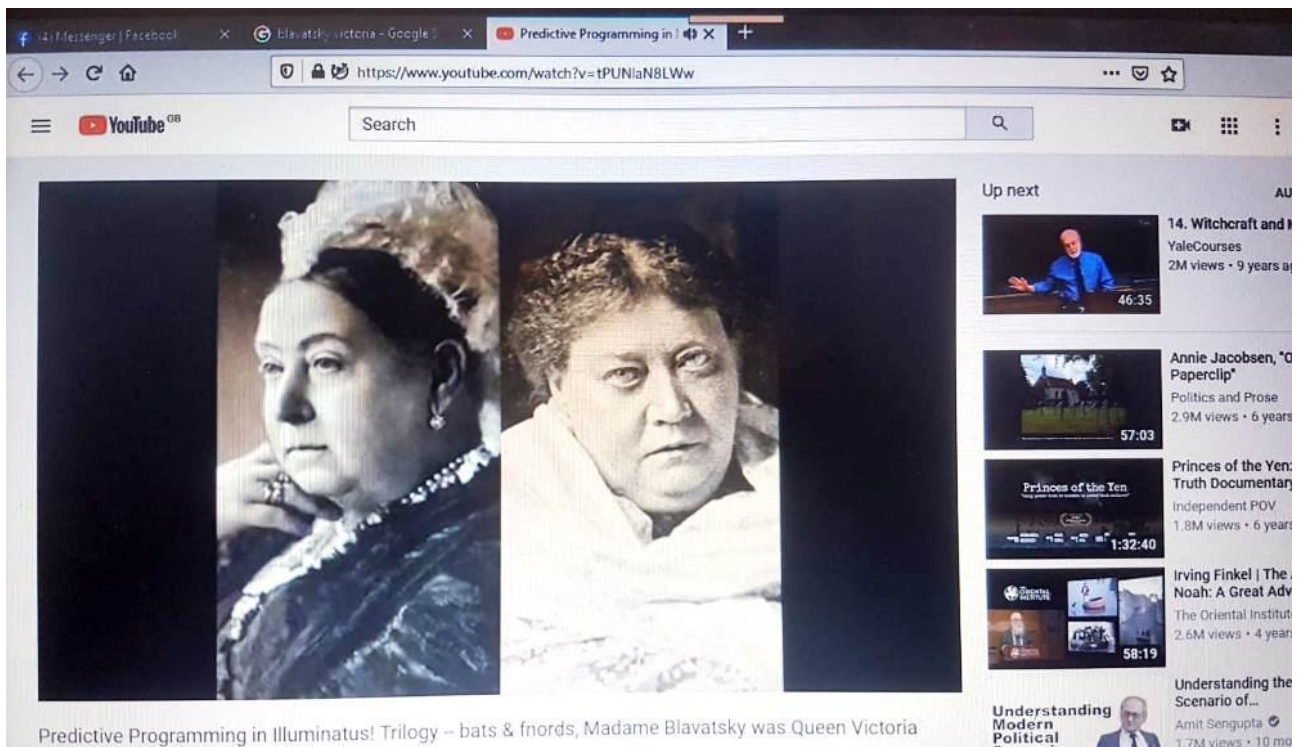 (4) Messenger | Facebook
blavatsky victoria - Google S
Predictive Programming in I
https://www.youtube.com/watch?v=tPUNlaN8LWw
YouTube GB
Search
Up next
AU
14. Witchcraft and
YaleCourses
2M views • 9 years ag
46:35
Annie Jacobsen, "O
Paperclip"
Politics and Prose
2.9M views • 6 years
57:03
Princes of the Yen
Princes of the Yen:
Truth Documentary
Independent POV
1.8M views • 6 years
1:32:40
ORIENTAL
INSTITUTE
Irving Finkel | The
Noah: A Great Adv
The Oriental Institute
2.6M views • 4 years
58:19
Understanding
Modern
Political
Understanding the
Scenario of...
Amit Sengupta
1.7M views • 10 mo
Predictive Programming in Illuminatus! Trilogy – bats & fnords, Madame Blavatsky was Queen Victoria